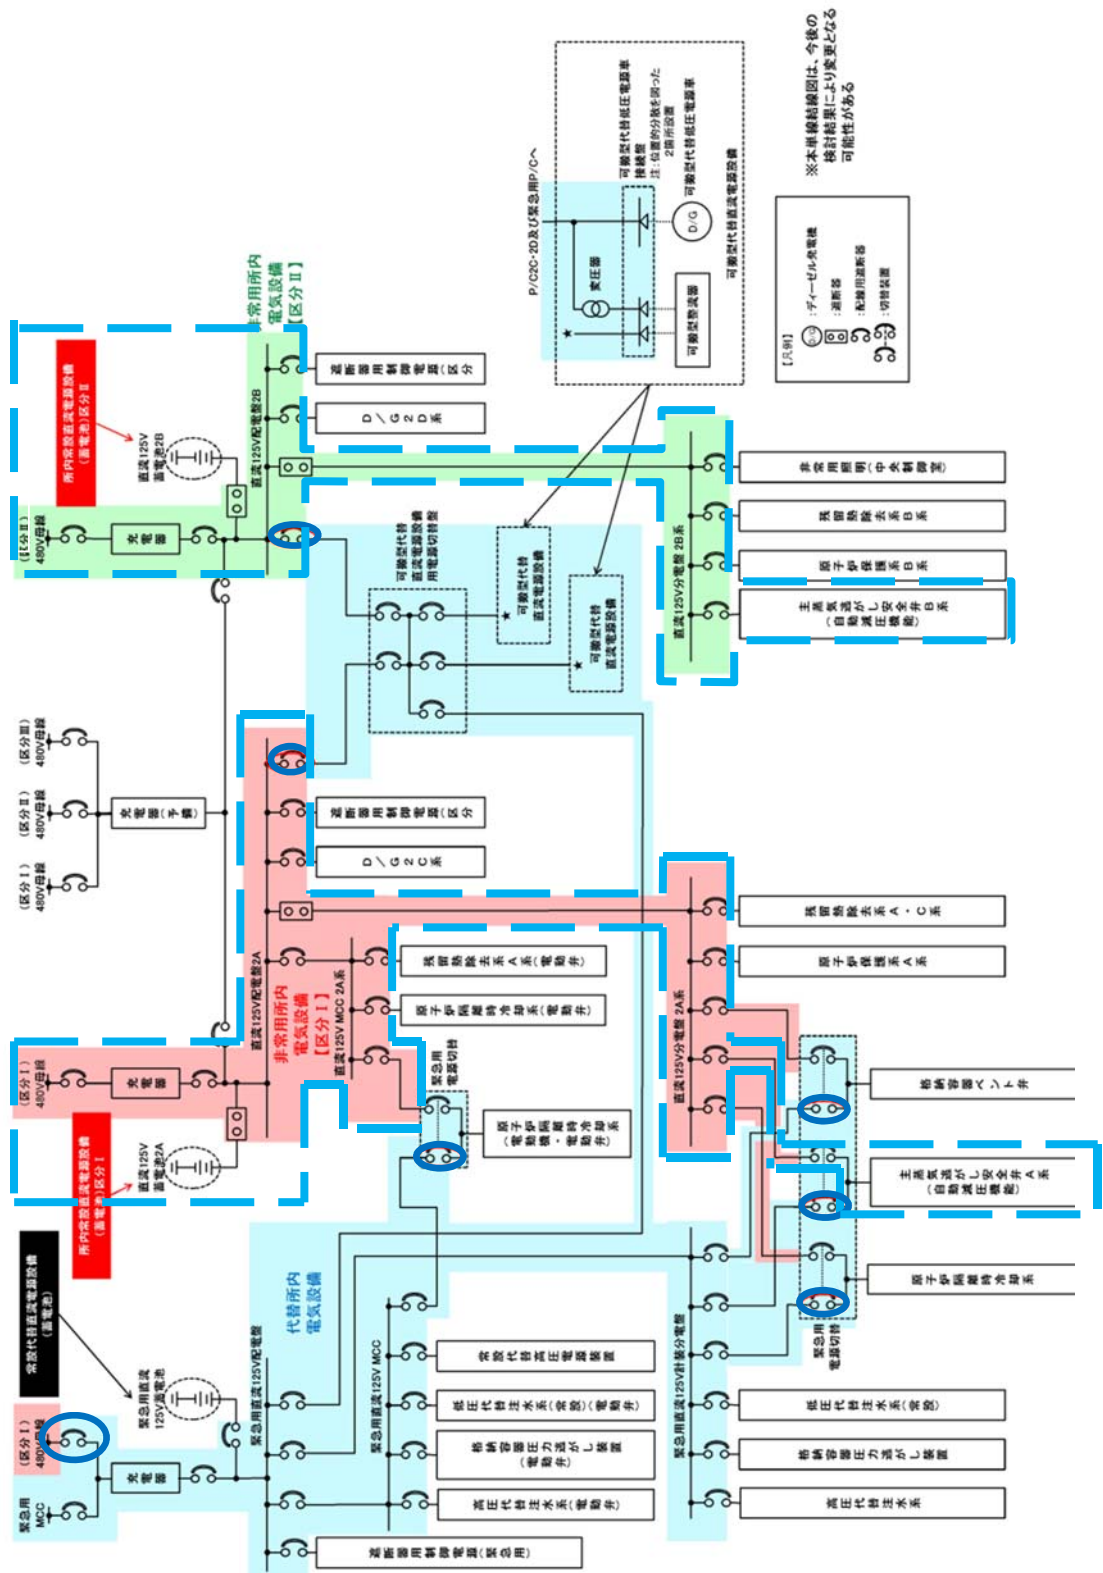 緊急用
MCC
(区分Ⅰ)
480V母線
充電器
常設代替直流電源設備
(蓄電池)
緊急用直流
125V蓄電池
緊急用直流125V配電盤
遮断器用制御電源(緊急用)
代替所内
電気設備
緊急用直流125V MCC
高圧代替注水系(電動弁)
格納容器圧力逃がし装置
(電動弁)
低圧代替注水系(常設)(電動弁)
常設代替高圧電源装置
緊急用直流125V計装分電盤
高圧代替注水系
格納容器圧力逃がし装置
低圧代替注水系(常設)
緊急用
電源切替
原子炉隔離時冷却系
主蒸気逃がし安全弁A系
(自動減圧機能)
格納容器ベント弁
所内常設直流電源設備
(蓄電池)区分Ⅰ
直流125V
蓄電池2A
(区分Ⅰ)
480V母線
充電器
直流125V配電盤2A
非常用所内
電気設備
【区分Ⅰ】
直流125V MCC 2A系
緊急用
電源切替
原子炉隔離時冷却系
(電動機・電動弁)
原子炉隔離時冷却系(電動弁)
残留熱除去系A系(電動弁)
D/G2C系
遮断器用制御電源(区分
直流125V分電盤 2A系
原子炉保護系A系
残留熱除去系A・C系
(区分Ⅰ)
480V母線
(区分Ⅱ)
480V母線
(区分Ⅲ)
480V母線
充電器(予備)
可搬型代替
直流電源設備
用電源切替盤
★
可搬型代替
直流電源設備
★
可搬型代替
直流電源設備
480V母線
充電器
所内常設直流電源設備
(蓄電池)区分Ⅱ
直流125V
蓄電池2B
直流125V配電盤2B
非常用所内
電気設備
【区分Ⅱ】
D/G2D系
遮断器用制御電源(区分
直流125V分電盤 2B系
主蒸気逃がし安全弁B系
(自動減圧機能)
原子炉保護系B系
残留熱除去系B系
非常用照明(中央制御室)
P/C2C・2D及び緊急用P/Cへ
変圧器
★
可搬型整流器
D/G
可搬型代替低圧電源車
接続盤
注:位置的分散を図った
2箇所設置
可搬型代替低圧電源車
可搬型代替直流電源設備
【凡例】
D/G :ディーゼル発電機
:遮断器
:配線用遮断器
:切替装置
※本単線結線図は、今後の
検討結果により変更となる
可能性がある